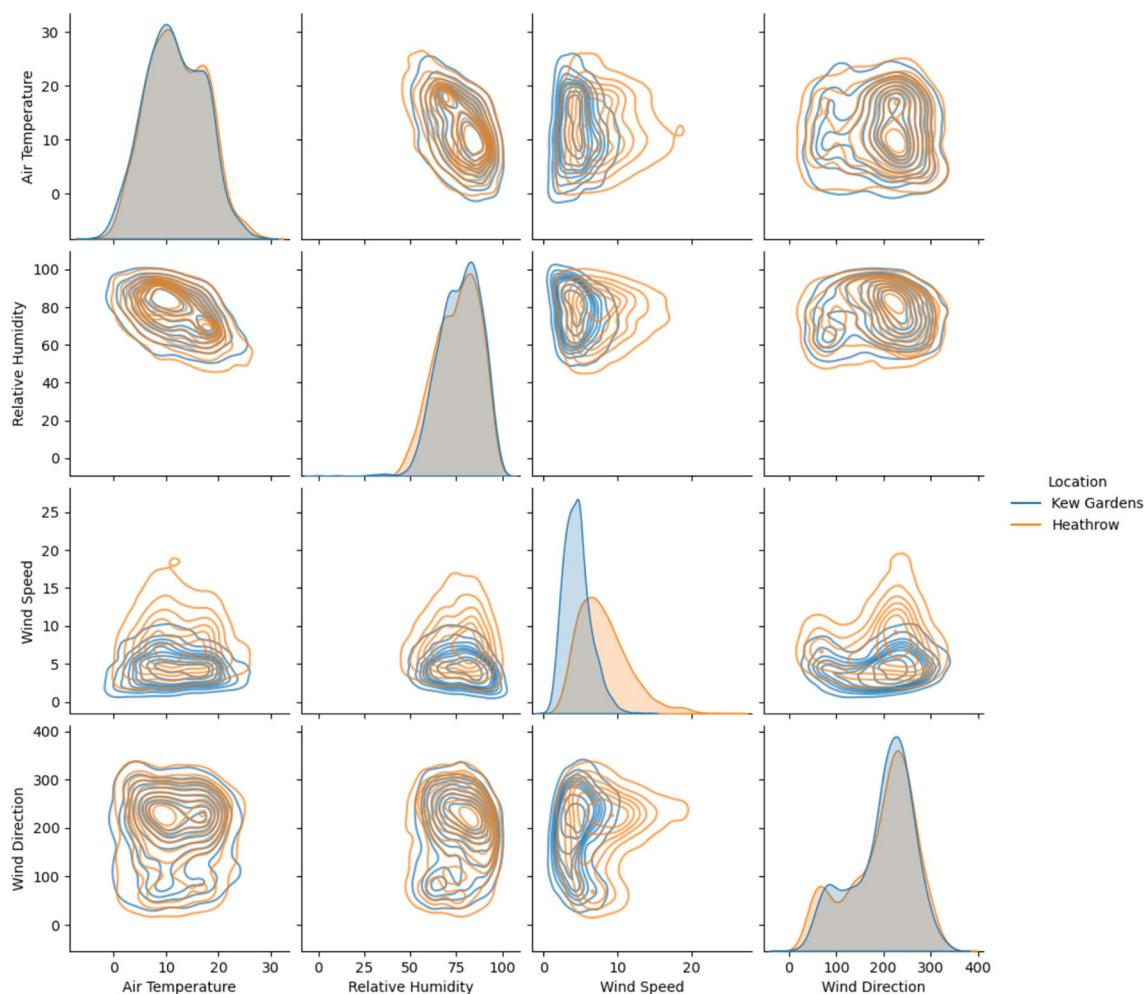 30
20
10
0
Air Temperature
100
80
60
40
20
0
Relative Humidity
25
20
15
10
5
0
Wind Speed
400
300
200
100
0
Wind Direction
0 10 20 30
Air Temperature
0 25 50 75 100
Relative Humidity
0 10 20
Wind Speed
0 100 200 300 400
Wind Direction
Location
Kew Gardens
Heathrow